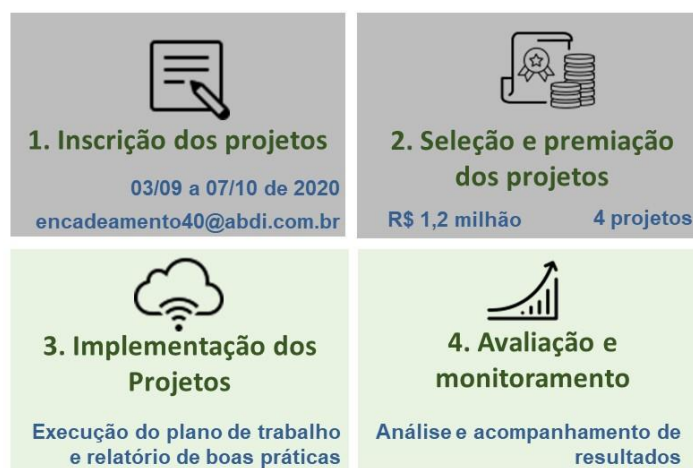 1. Inscrição dos projetos
03/09 a 07/10 de 2020
encadeamento40@abdi.com.br
2. Seleção e premiação
dos projetos
R$ 1,2 milhão 4 projetos
3. Implementação dos
Projetos
Execução do plano de trabalho
e relatório de boas práticas
4. Avaliação e
monitoramento
Análise e acompanhamento de
resultados